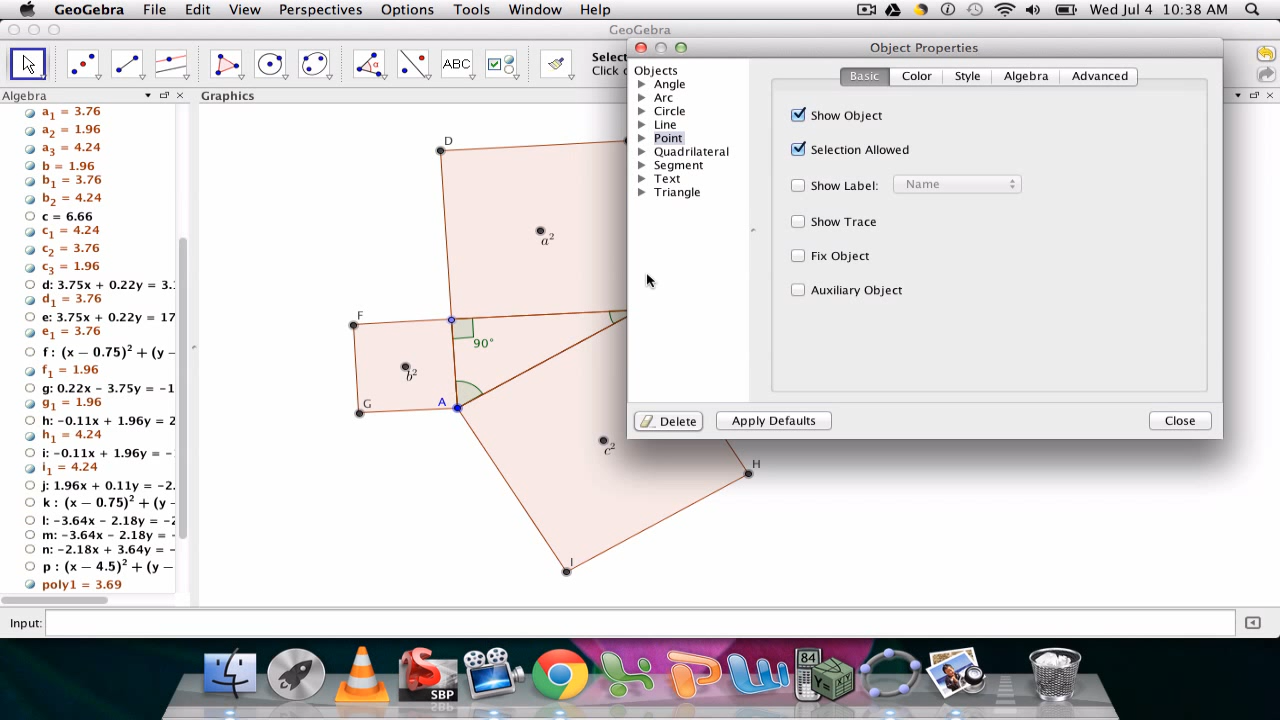 GeoGebra File Edit View Perspectives Options Tools Window Help Wed Jul 4 10:38 AM
GeoGebra
ABC
Select
Click o
Algebra
Graphics
a₁ = 3.76
a₂ = 1.96
a₃ = 4.24
b = 1.96
b₁ = 3.76
b₂ = 4.24
c = 6.66
c₁ = 4.24
c₂ = 3.76
c₃ = 1.96
d: 3.75x + 0.22y = 3.
d₁ = 3.76
e: 3.75x + 0.22y = 17
e₁ = 3.76
f : (x − 0.75)² + (y −
f₁ = 1.96
g: 0.22x − 3.75y = −1
g₁ = 1.96
h: −0.11x + 1.96y = 2
h₁ = 4.24
i: −0.11x + 1.96y = −
i₁ = 4.24
j: 1.96x + 0.11y = −2.
k : (x − 0.75)² + (y −
l: −3.64x − 2.18y = −2
m: −3.64x − 2.18y = −
n: −2.18x + 3.64y = −
p : (x − 4.5)² + (y −
poly1 = 3.69
D
a²
F
90°
b²
G
A
c²
H
I
Object Properties
Objects
Angle
Arc
Circle
Line
Point
Quadrilateral
Segment
Text
Triangle
Basic Color Style Algebra Advanced
Show Object
Selection Allowed
Show Label: Name
Show Trace
Fix Object
Auxiliary Object
Delete Apply Defaults Close
Input:
SBP
84